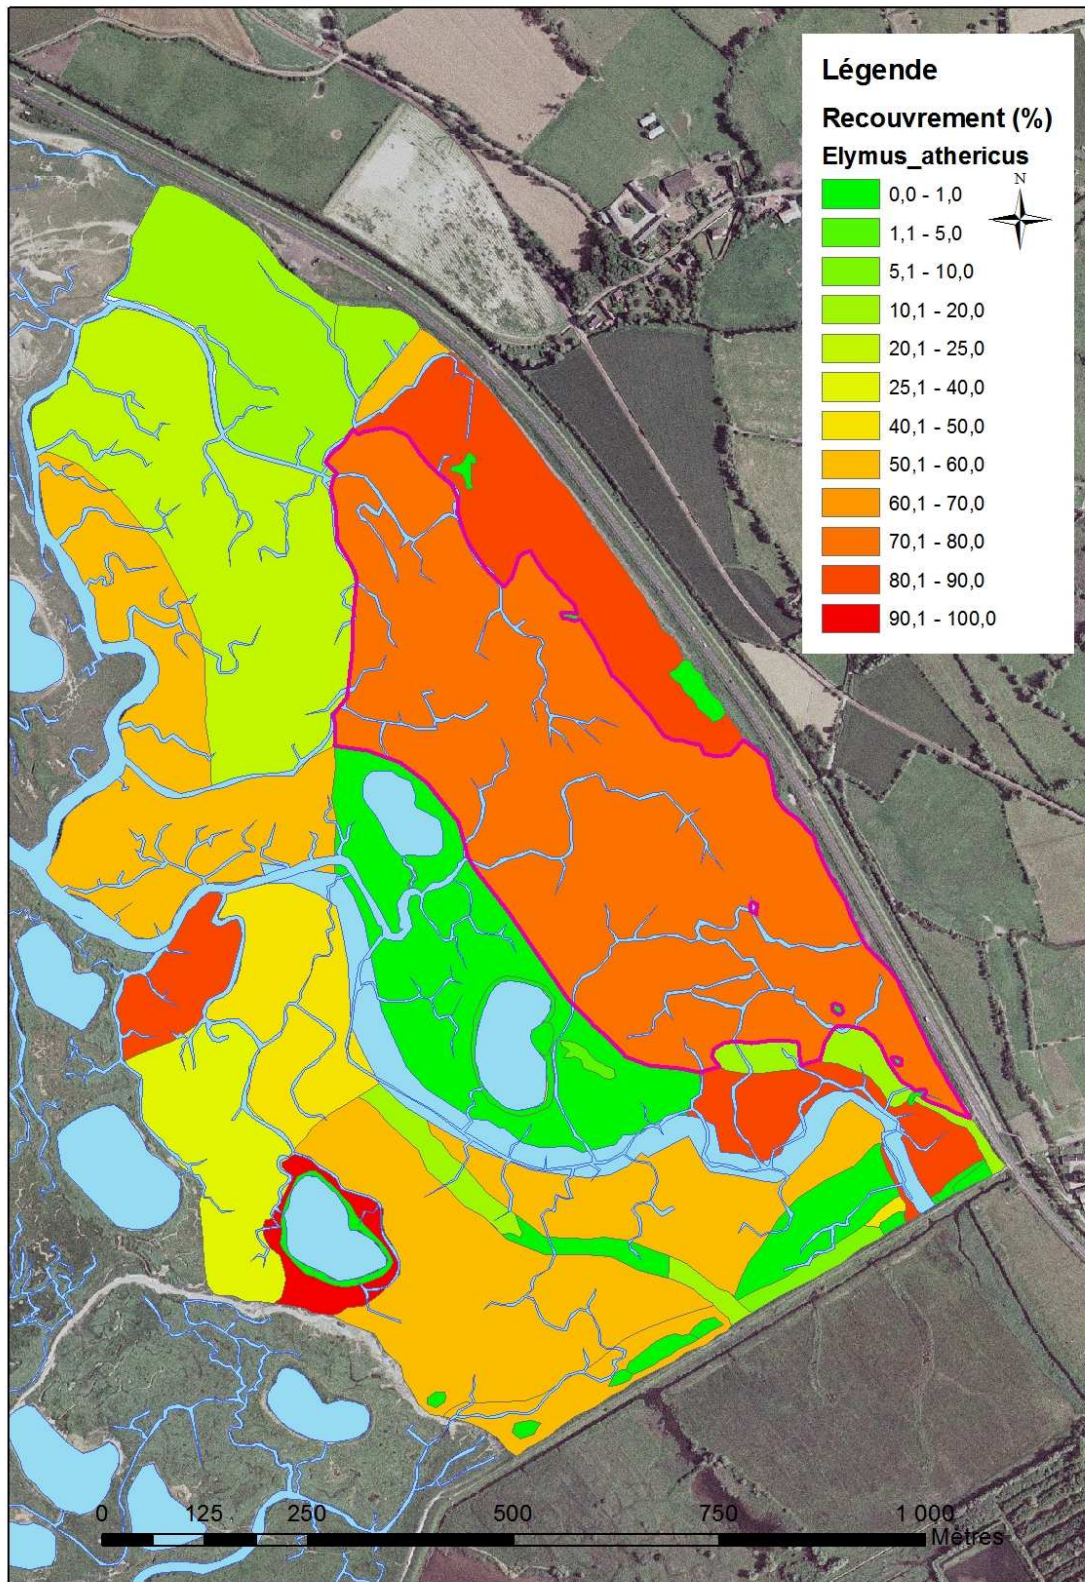 Légende
Recouvrement (%)
Elymus_athericus
N
0,0 - 1,0
1,1 - 5,0
5,1 - 10,0
10,1 - 20,0
20,1 - 25,0
25,1 - 40,0
40,1 - 50,0
50,1 - 60,0
60,1 - 70,0
70,1 - 80,0
80,1 - 90,0
90,1 - 100,0
0 125 250 500 750 1 000
Mètres